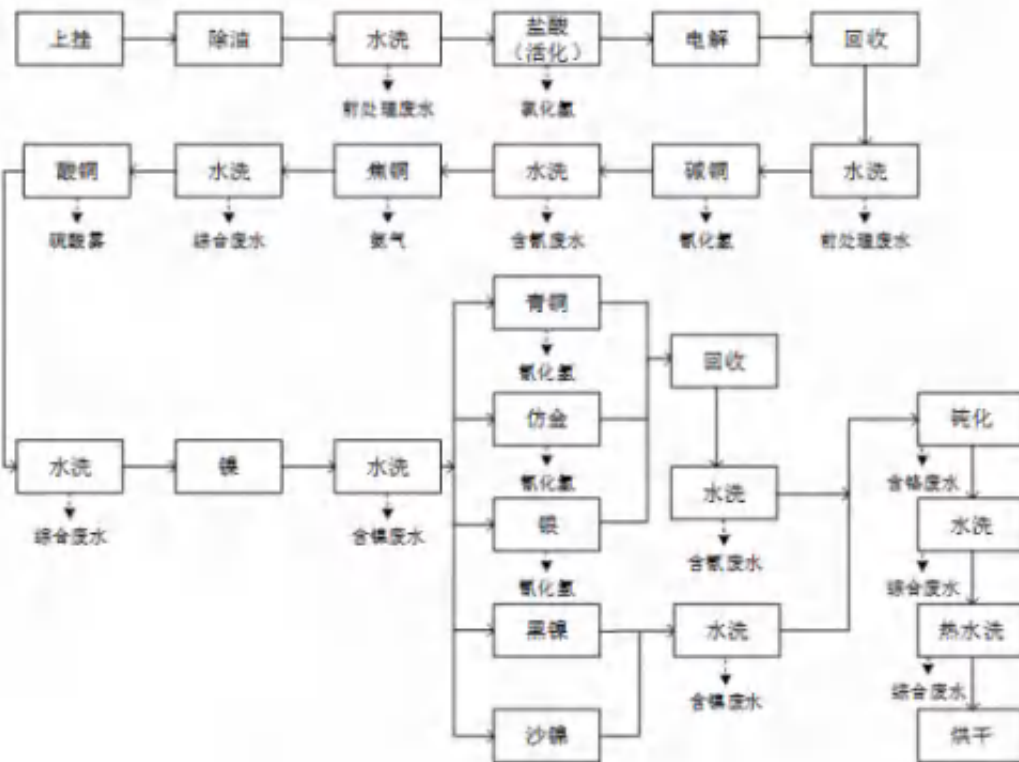 上挂
除油
水洗
盐酸
（活化）
电解
回收
前处理废水
氯化氢
酸铜
水洗
焦铜
水洗
碱铜
水洗
硫酸雾
综合废水
氨气
含氰废水
氰化氢
前处理废水
青铜
回收
氰化氢
仿金
钝化
水洗
镍
水洗
氰化氢
水洗
含铬废水
综合废水
含镍废水
银
水洗
含氰废水
氰化氢
综合废水
黑镍
水洗
热水洗
含镍废水
综合废水
沙镍
烘干